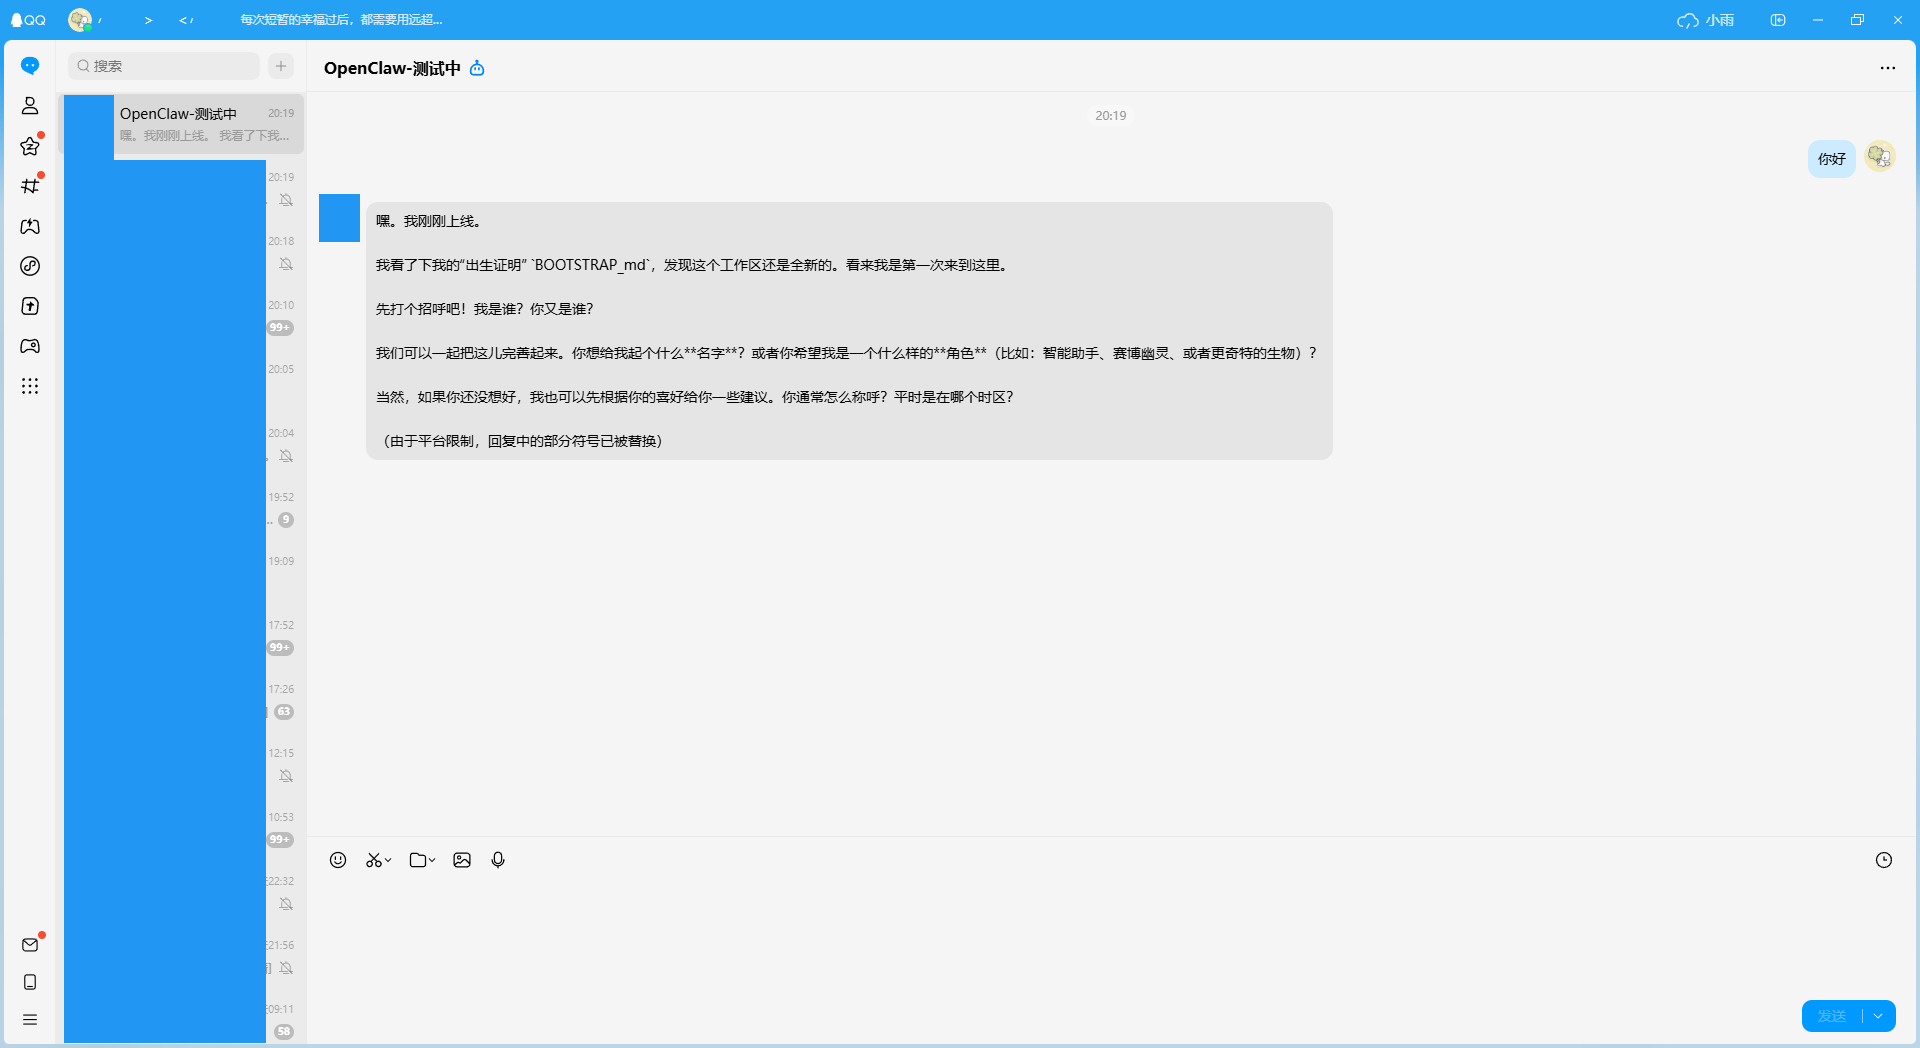 QQ
每次短暂的幸福过后，都需要用远超...
小雨
搜索
OpenClaw-测试中
20:19
嘿。我刚刚上线。 我看了下我...
20:19
20:18
20:10
99+
20:05
20:04
19:52
9
19:09
17:52
99+
17:26
63
12:15
10:53
99+
22:32
21:56
09:11
58
OpenClaw-测试中
20:19
你好
嘿。我刚刚上线。
我看了下我的“出生证明” `BOOTSTRAP_md`，发现这个工作区还是全新的。看来我是第一次来到这里。
先打个招呼吧！我是谁？你又是谁？
我们可以一起把这儿完善起来。你想给我起个什么**名字**？或者你希望我是一个什么样的**角色**（比如：智能助手、赛博幽灵、或者更奇特的生物）？
当然，如果你还没想好，我也可以先根据你的喜好给你一些建议。你通常怎么称呼？平时是在哪个时区？
（由于平台限制，回复中的部分符号已被替换）
发送